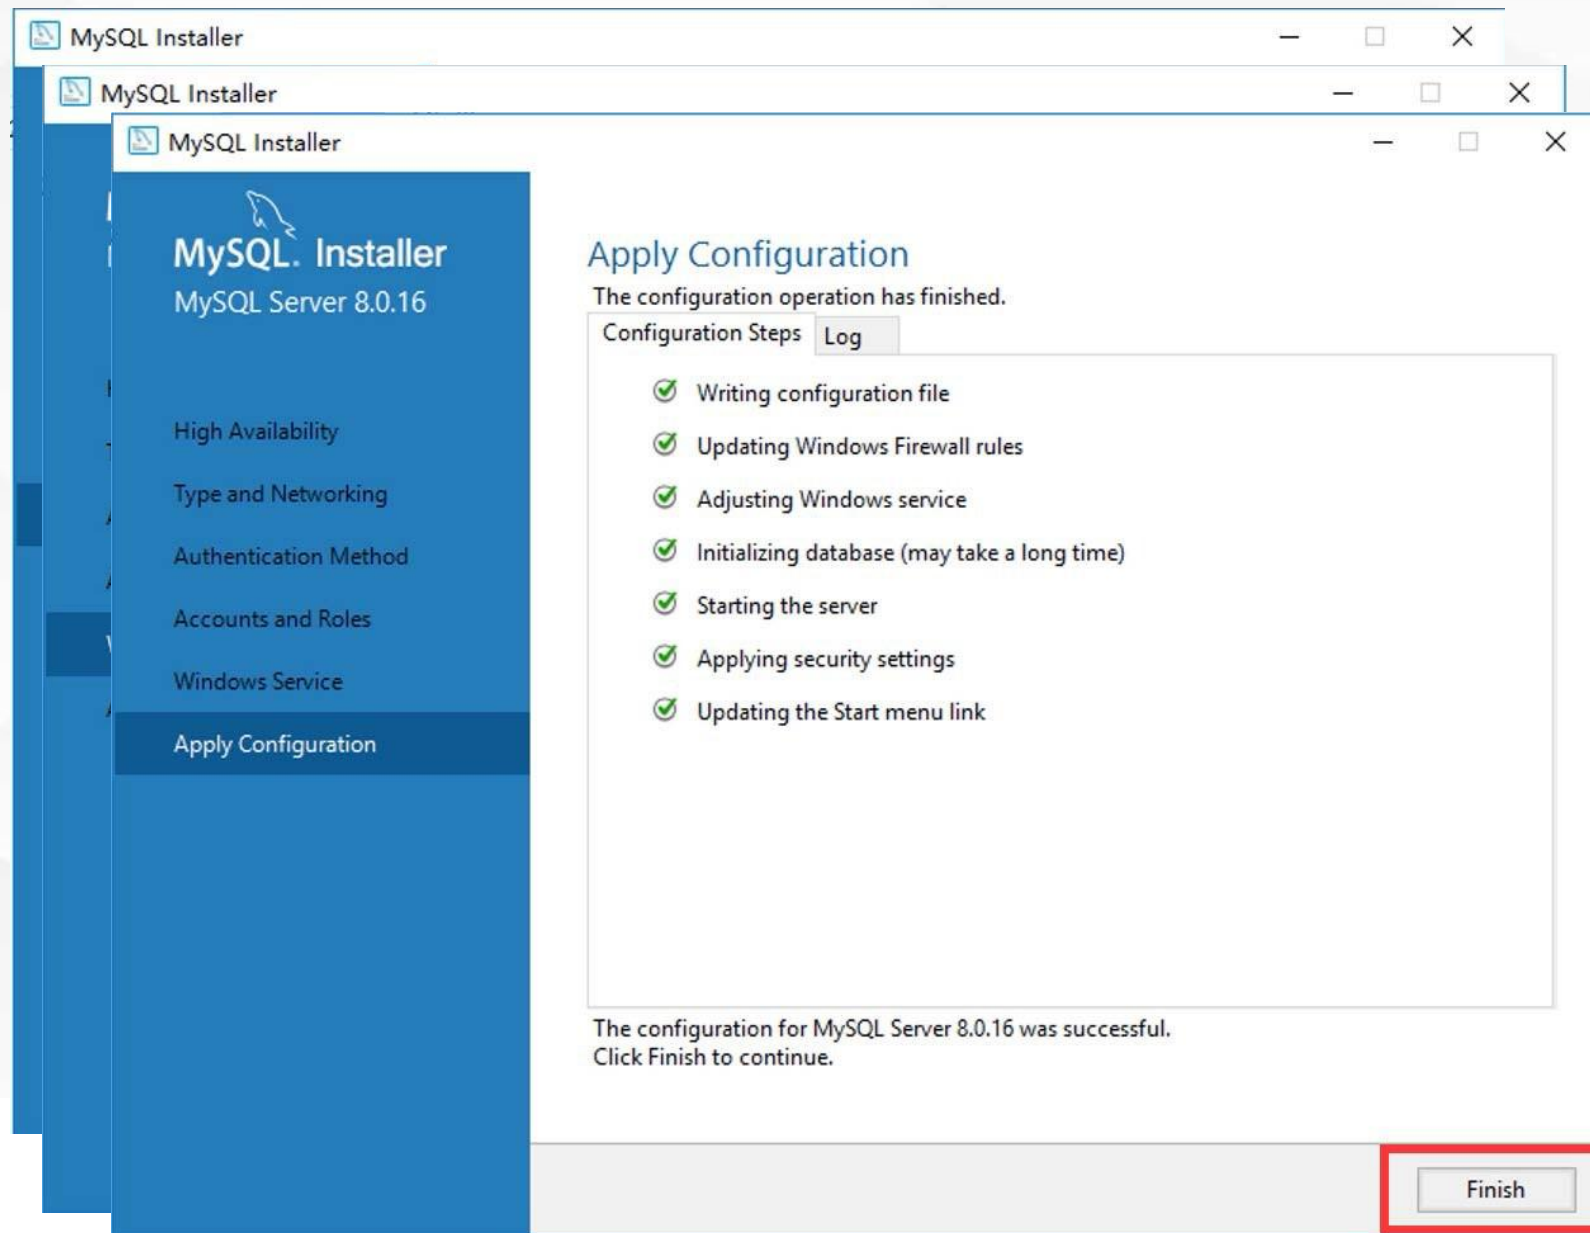 MySQL Installer
MySQL Installer
MySQL Installer
MySQL. Installer
MySQL Server 8.0.16
High Availability
Type and Networking
Authentication Method
Accounts and Roles
Windows Service
Apply Configuration
Apply Configuration
The configuration operation has finished.
Configuration Steps
Log
Writing configuration file
Updating Windows Firewall rules
Adjusting Windows service
Initializing database (may take a long time)
Starting the server
Applying security settings
Updating the Start menu link
The configuration for MySQL Server 8.0.16 was successful.
Click Finish to continue.
Finish